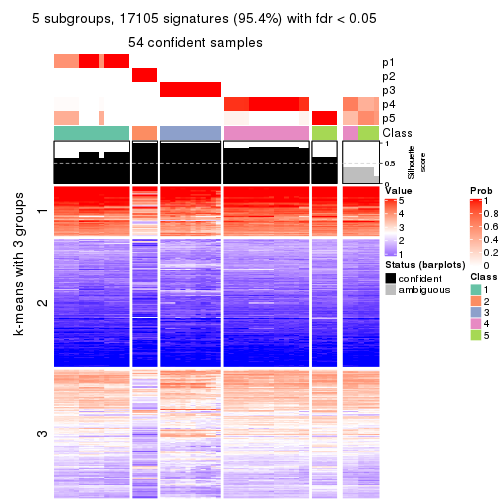 5 subgroups, 17105 signatures (95.4%) with fdr < 0.05
54 confident samples
p1
p2
p3
p4
p5
Class
1
0.5
0
Silhouette
score
k-means with 3 groups
1
2
3
Value
5
4
3
2
1
Status (barplots)
confident
ambiguous
Prob
1
0.8
0.6
0.4
0.2
0
Class
1
2
3
4
5